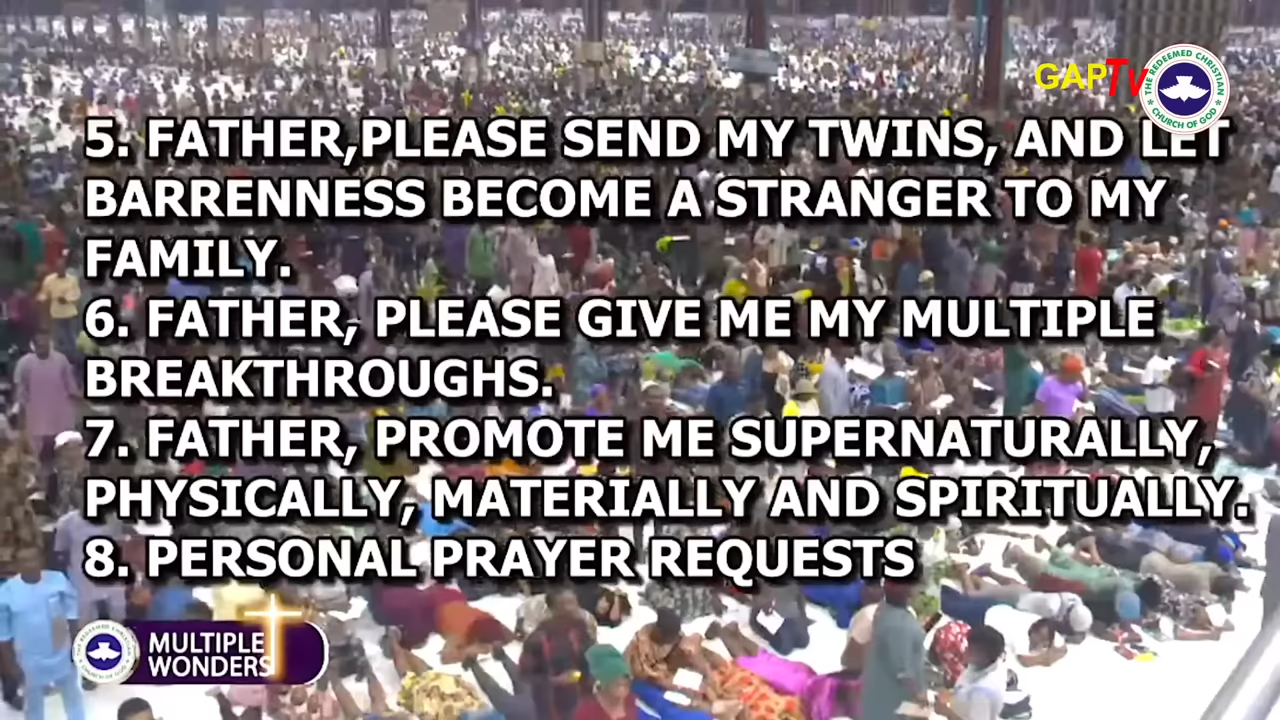 GAPTV
THE REDEEMED CHRISTIAN
CHURCH OF GOD
5. FATHER,PLEASE SEND MY TWINS, AND LET
BARRENNESS BECOME A STRANGER TO MY
FAMILY.
6. FATHER, PLEASE GIVE ME MY MULTIPLE
BREAKTHROUGHS.
7. FATHER, PROMOTE ME SUPERNATURALLY,
PHYSICALLY, MATERIALLY AND SPIRITUALLY.
8. PERSONAL PRAYER REQUESTS
MULTIPLE
WONDERS